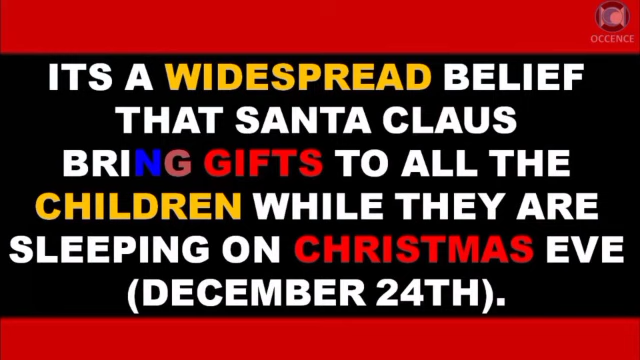 OCCENCE
ITS A WIDESPREAD BELIEF
THAT SANTA CLAUS
BRING GIFTS TO ALL THE
CHILDREN WHILE THEY ARE
SLEEPING ON CHRISTMAS EVE
(DECEMBER 24TH).